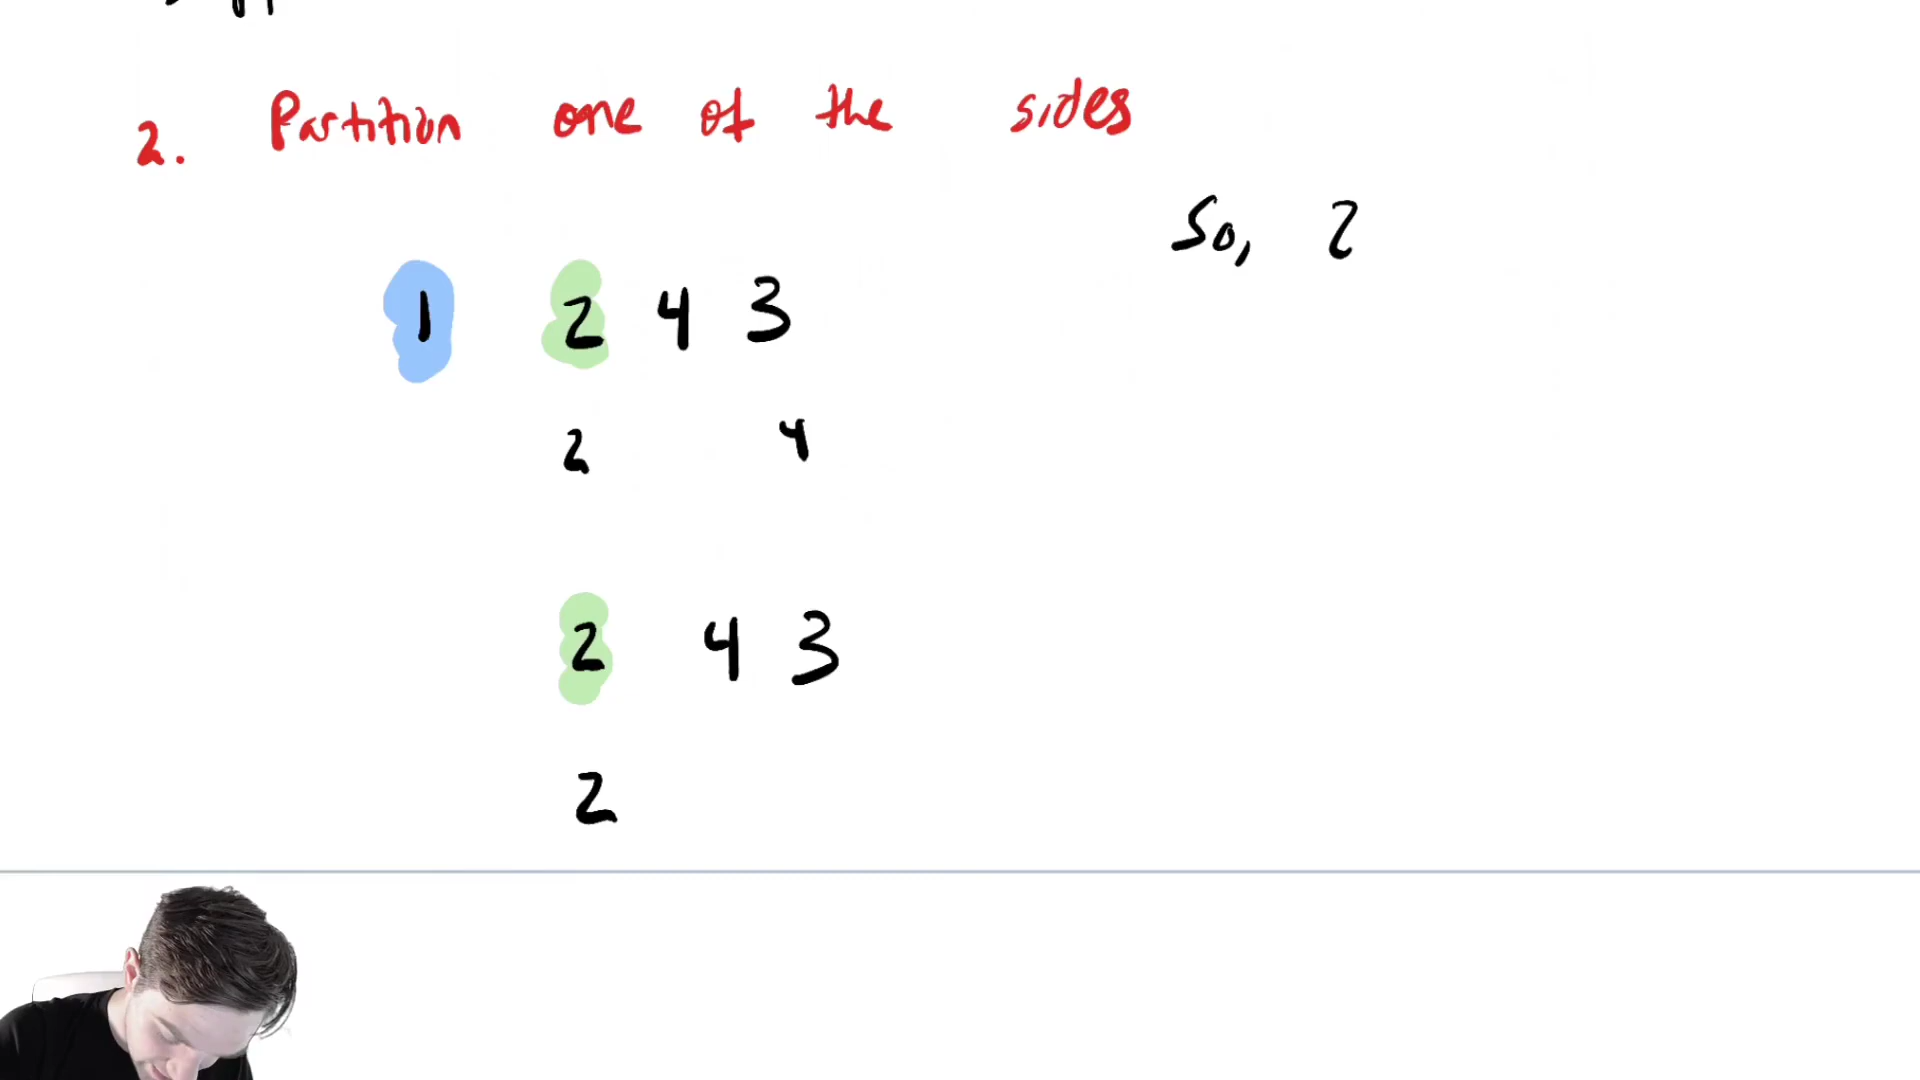 2. Partition one of the sides
So, 2
1 2 4 3
2 4
2 4 3
2